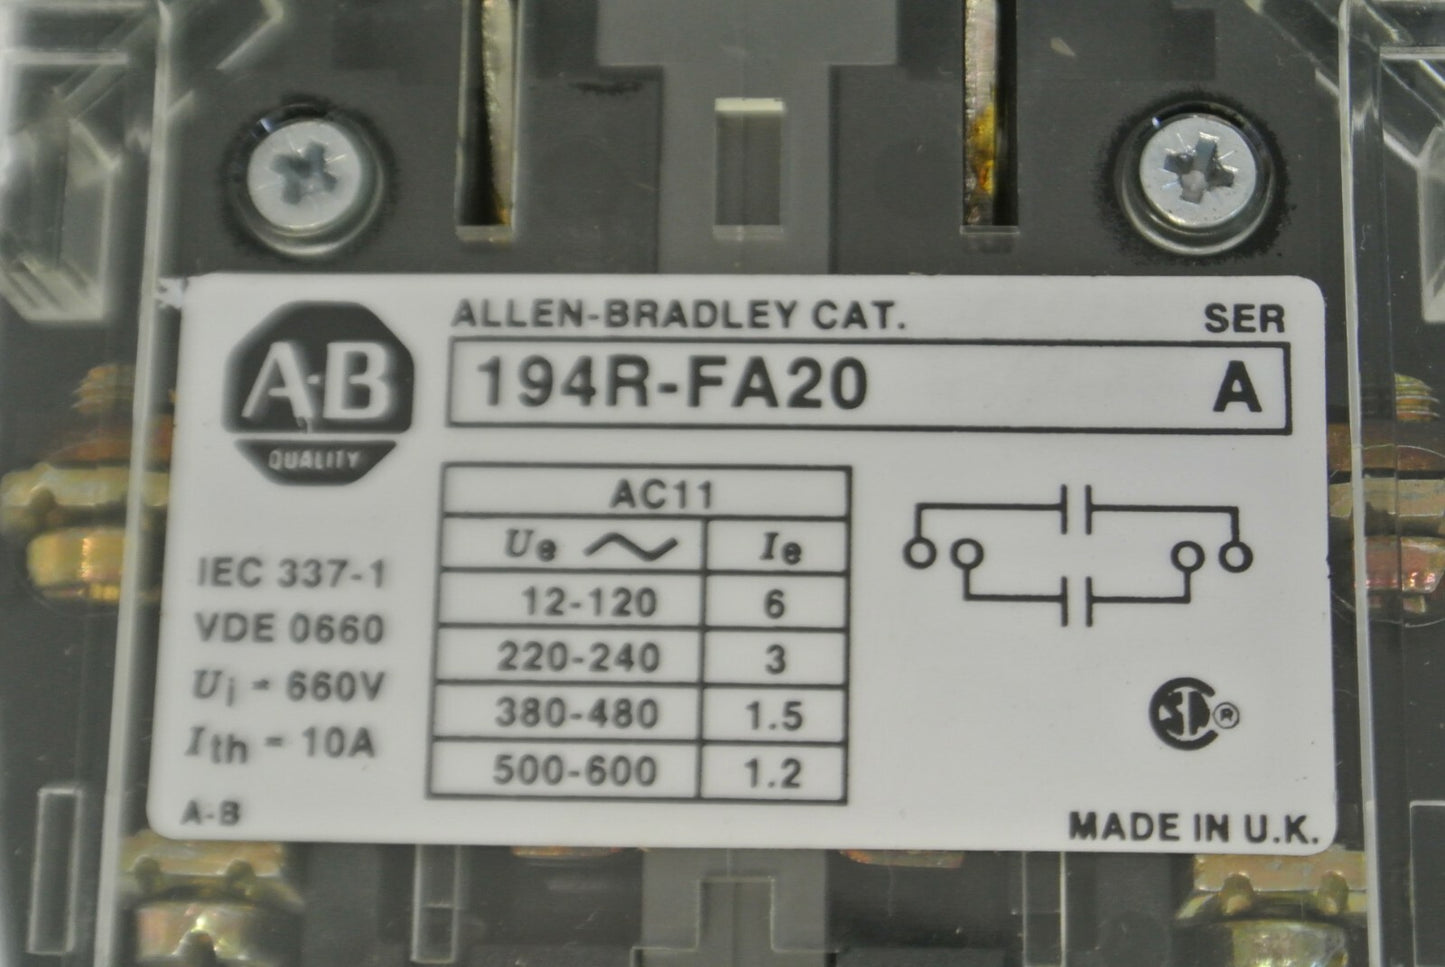 ALLEN-BRADLEY CAT. SER
194R-FA20 A
A-B
QUALITY
AC11
Ue Ie
12-120 6
220-240 3
380-480 1.5
500-600 1.2
IEC 337-1
VDE 0660
Ui = 660V
Ith = 10A
A-B
SA ®
MADE IN U.K.